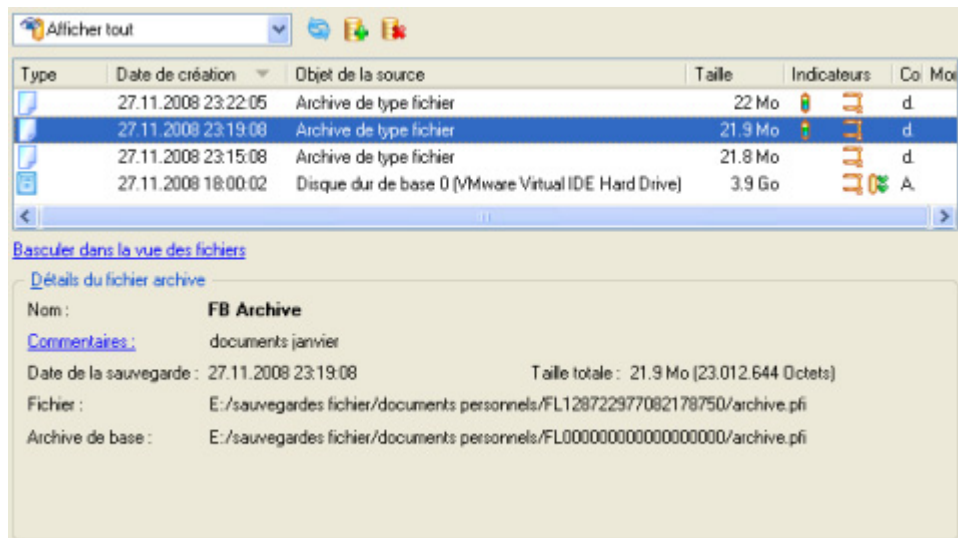 Afficher tout
Type Date de création Objet de la source Taille Indicateurs Co Moi
27.11.2008 23:22:05 Archive de type fichier 22 Mo d.
27.11.2008 23:19:08 Archive de type fichier 21.9 Mo d.
27.11.2008 23:15:08 Archive de type fichier 21.8 Mo d.
27.11.2008 18:00:02 Disque dur de base 0 (VMware Virtual IDE Hard Drive) 3.9 Go A.
Basculer dans la vue des fichiers
Détails du fichier archive
Nom : FB Archive
Commentaires : documents janvier
Date de la sauvegarde : 27.11.2008 23:19:08 Taille totale : 21.9 Mo (23.012.644 Octets)
Fichier : E:/sauvegardes fichier/documents personnels/FL128722977082178750/archive.pfi
Archive de base : E:/sauvegardes fichier/documents personnels/FL000000000000000000/archive.pfi